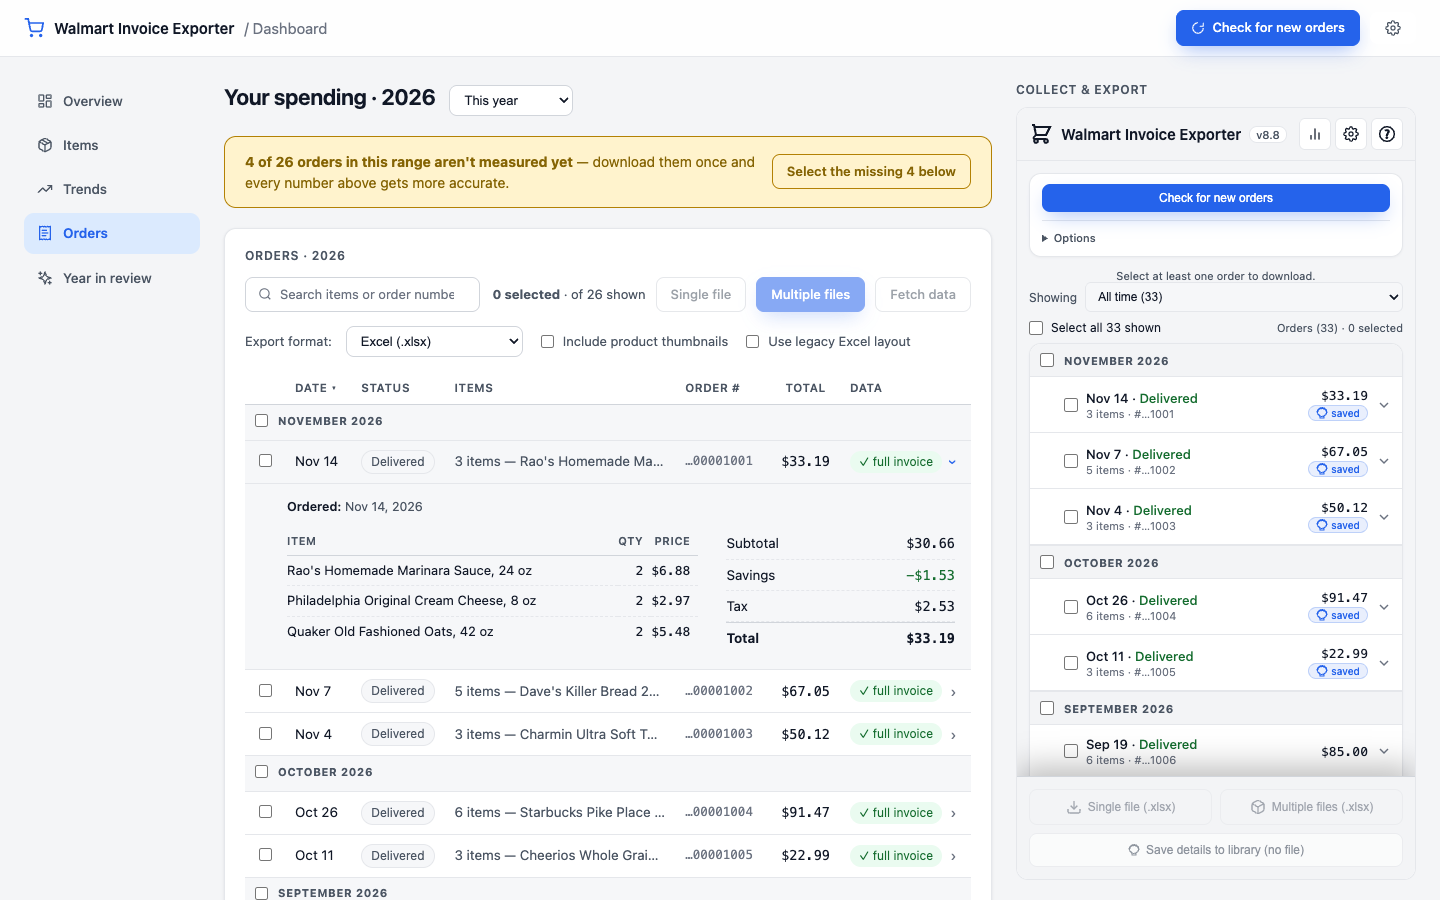 Walmart Invoice Exporter / Dashboard
Check for new orders
Overview
Items
Trends
Orders
Year in review
Your spending · 2026
This year
4 of 26 orders in this range aren't measured yet — download them once and
every number above gets more accurate.
Select the missing 4 below
ORDERS · 2026
Search items or order numbe
0 selected · of 26 shown
Single file
Multiple files
Fetch data
Export format:
Excel (.xlsx)
Include product thumbnails
Use legacy Excel layout
DATE STATUS ITEMS ORDER # TOTAL DATA
NOVEMBER 2026
Nov 14 Delivered 3 items — Rao's Homemade Ma... …00001001 $33.19 ✓ full invoice
Ordered: Nov 14, 2026
ITEM QTY PRICE
Rao's Homemade Marinara Sauce, 24 oz 2 $6.88
Philadelphia Original Cream Cheese, 8 oz 2 $2.97
Quaker Old Fashioned Oats, 42 oz 2 $5.48
Subtotal $30.66
Savings −$1.53
Tax $2.53
Total $33.19
Nov 7 Delivered 5 items — Dave's Killer Bread 2... …00001002 $67.05 ✓ full invoice
Nov 4 Delivered 3 items — Charmin Ultra Soft T... …00001003 $50.12 ✓ full invoice
OCTOBER 2026
Oct 26 Delivered 6 items — Starbucks Pike Place ... …00001004 $91.47 ✓ full invoice
Oct 11 Delivered 3 items — Cheerios Whole Grai... …00001005 $22.99 ✓ full invoice
SEPTEMBER 2026
COLLECT & EXPORT
Walmart Invoice Exporter v8.8
Check for new orders
Options
Select at least one order to download.
Showing All time (33)
Select all 33 shown Orders (33) · 0 selected
NOVEMBER 2026
Nov 14 · Delivered $33.19
3 items · #…1001 saved
Nov 7 · Delivered $67.05
5 items · #…1002 saved
Nov 4 · Delivered $50.12
3 items · #…1003 saved
OCTOBER 2026
Oct 26 · Delivered $91.47
6 items · #…1004 saved
Oct 11 · Delivered $22.99
3 items · #…1005 saved
SEPTEMBER 2026
Sep 19 · Delivered $85.00
6 items · #…1006
Single file (.xlsx)
Multiple files (.xlsx)
Save details to library (no file)